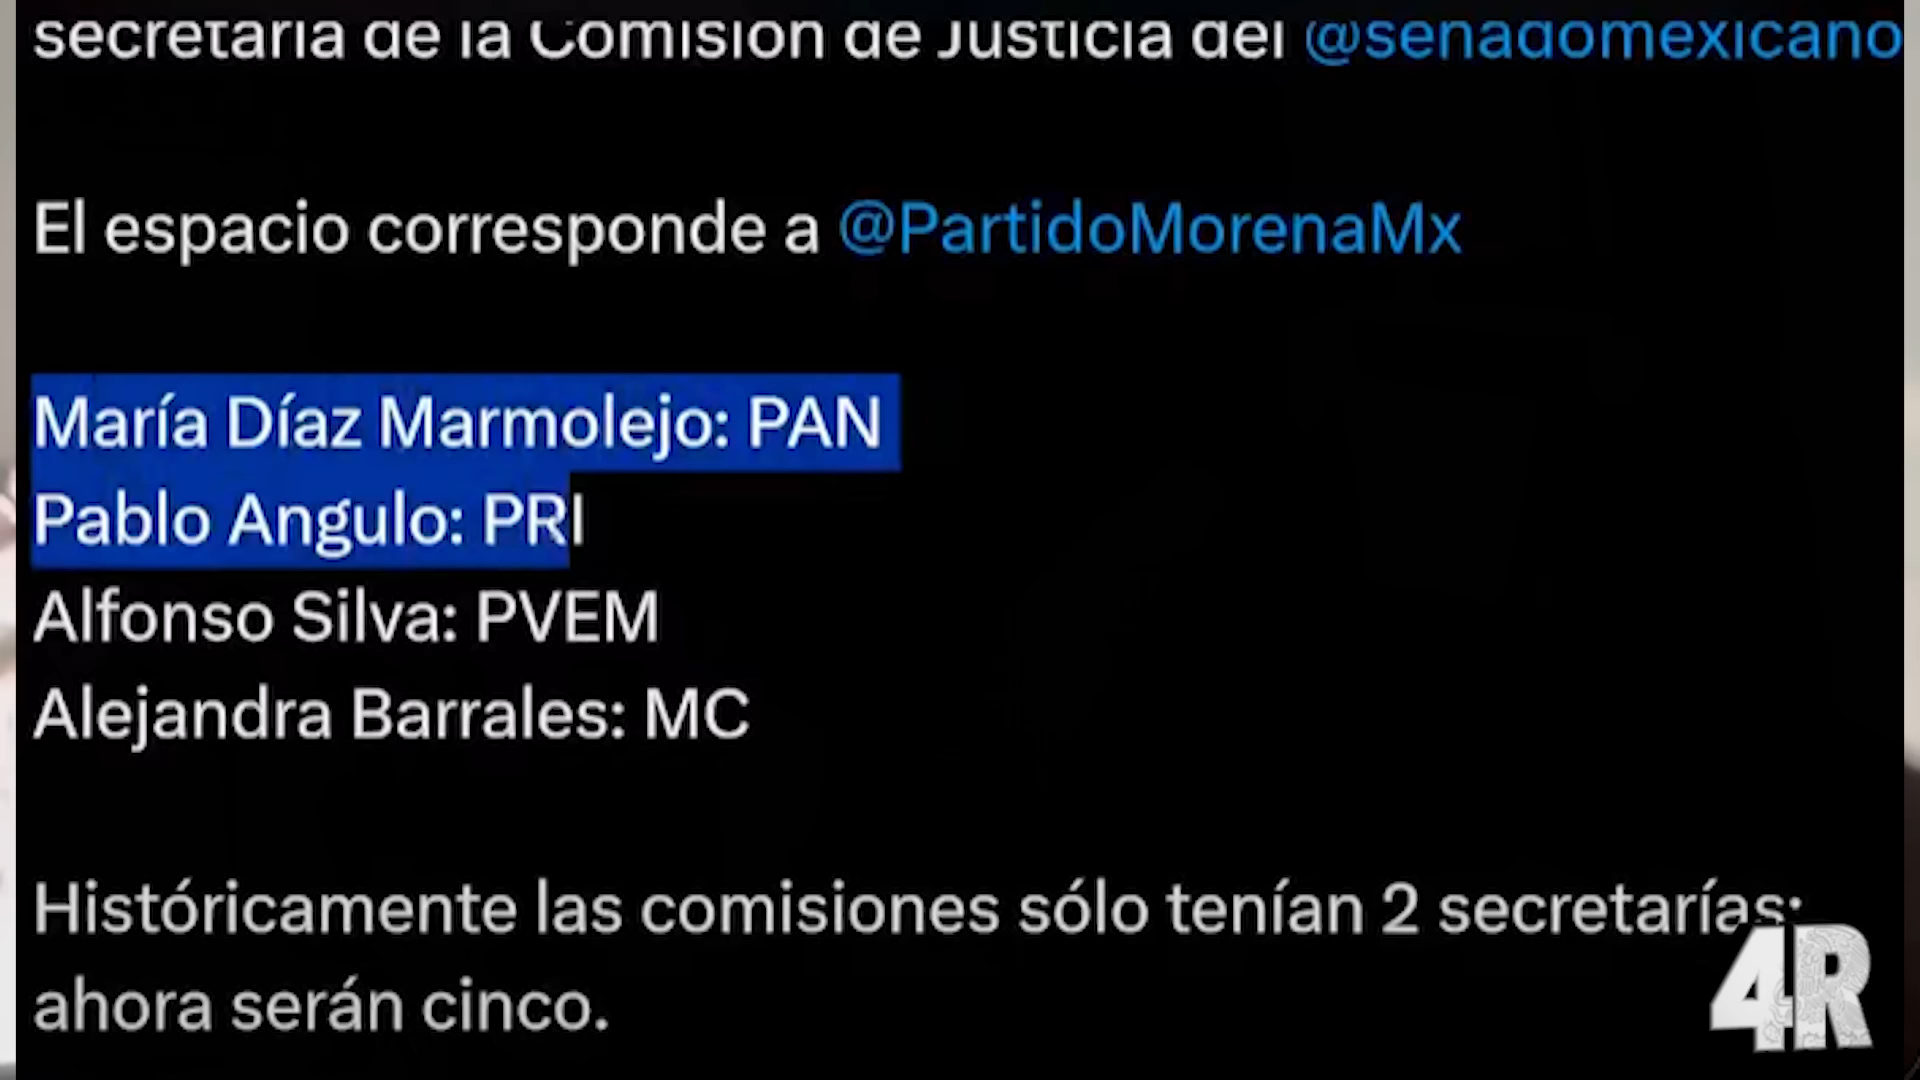 secretaría de la Comisión de Justicia del @senadomexicano
El espacio corresponde a @PartidoMorenaMx
María Díaz Marmolejo: PAN
Pablo Angulo: PRI
Alfonso Silva: PVEM
Alejandra Barrales: MC
Históricamente las comisiones sólo tenían 2 secretarías;
ahora serán cinco.
4R